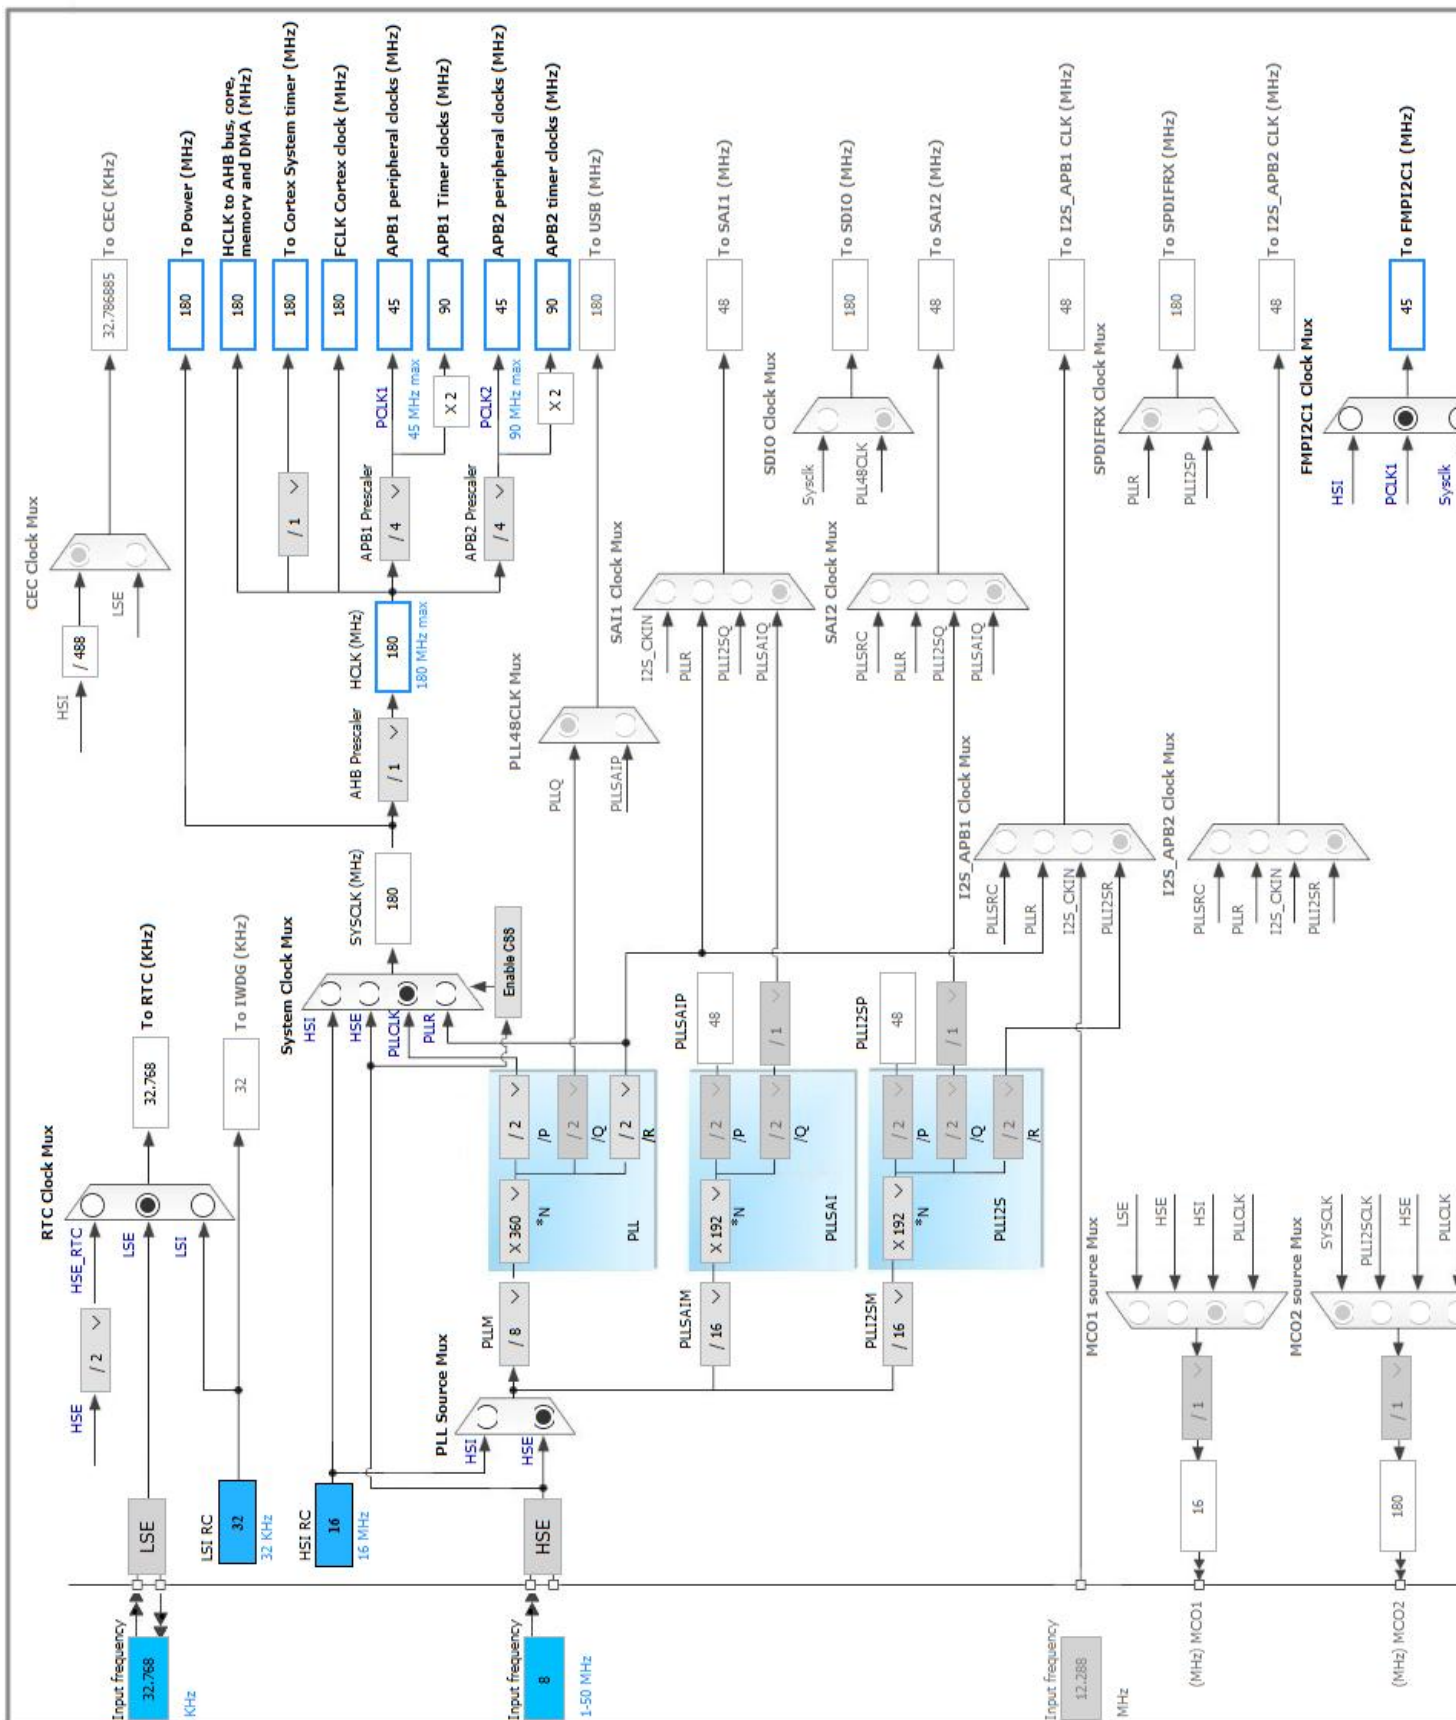 Input frequency
32.768
KHz
LSE
HSE
/ 2
HSE_RTC
LSE
LSI
RTC Clock Mux
32.768
To RTC (KHz)
LSI RC
32
32 KHz
32
To IWDG (KHz)
HSI
/ 488
LSE
CEC Clock Mux
32.786885
To CEC (KHz)
HSI RC
16
16 MHz
Input frequency
8
1-50 MHz
HSE
PLL Source Mux
HSI
HSE
System Clock Mux
HSI
HSE
PLLCLK
PLLR
Enable CSS
SYSCLK (MHz)
180
AHB Prescaler
/ 1
HCLK (MHz)
180
180 MHz max
180
To Power (MHz)
180
HCLK to AHB bus, core,
memory and DMA (MHz)
/ 1
180
To Cortex System timer (MHz)
180
FCLK Cortex clock (MHz)
APB1 Prescaler
/ 4
PCLK1
45 MHz max
45
APB1 peripheral clocks (MHz)
X 2
90
APB1 Timer clocks (MHz)
APB2 Prescaler
/ 4
PCLK2
90 MHz max
45
APB2 peripheral clocks (MHz)
X 2
90
APB2 timer clocks (MHz)
PLLM
/ 8
X 360
*N
/ 2
/P
/ 2
/Q
/ 2
/R
PLL
PLL48CLK Mux
PLLQ
PLLSAIP
180
To USB (MHz)
PLLSAIM
/ 16
X 192
*N
/ 2
/P
/ 2
/Q
PLLSAI
PLLSAIP
48
/ 1
SAI1 Clock Mux
I2S_CKIN
PLLR
PLLI2SQ
PLLSAIQ
48
To SAI1 (MHz)
SDIO Clock Mux
Sysclk
PLL48CLK
180
To SDIO (MHz)
PLLI2SM
/ 16
X 192
*N
/ 2
/P
/ 2
/Q
/ 2
/R
PLLI2S
PLLI2SP
48
/ 1
SAI2 Clock Mux
PLLSRC
PLLR
PLLI2SQ
PLLSAIQ
48
To SAI2 (MHz)
I2S_APB1 Clock Mux
PLLSRC
PLLR
I2S_CKIN
PLLI2SR
48
To I2S_APB1 CLK (MHz)
Input frequency
12.288
MHz
SPDIFRX Clock Mux
PLLR
PLLI2SP
180
To SPDIFRX (MHz)
I2S_APB2 Clock Mux
PLLSRC
PLLR
I2S_CKIN
PLLI2SR
48
To I2S_APB2 CLK (MHz)
MCO1 source Mux
LSE
HSE
HSI
PLLCLK
/ 1
16
(MHz) MCO1
FMPI2C1 Clock Mux
HSI
PCLK1
Sysclk
45
To FMPI2C1 (MHz)
MCO2 source Mux
SYSCLK
PLLI2SCLK
HSE
PLLCLK
/ 1
180
(MHz) MCO2